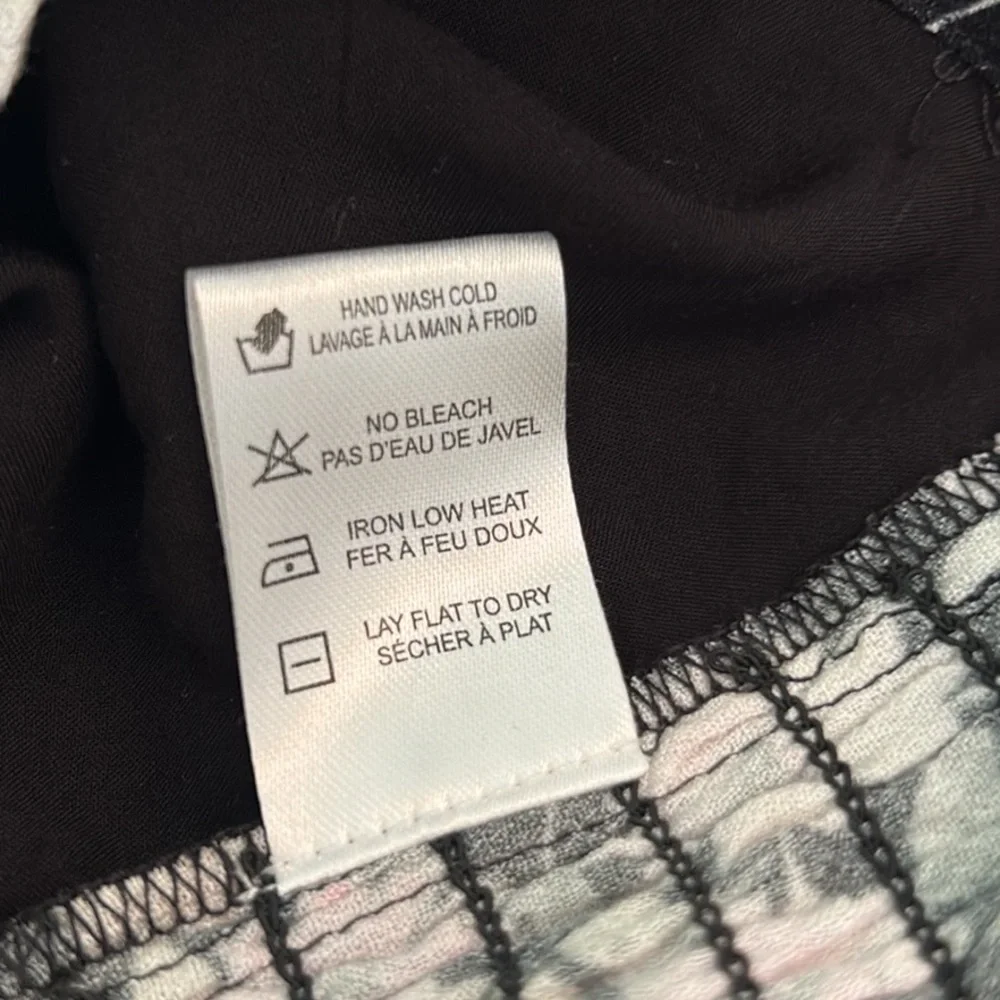 HAND WASH COLD
LAVAGE À LA MAIN À FROID
NO BLEACH
PAS D'EAU DE JAVEL
IRON LOW HEAT
FER À FEU DOUX
LAY FLAT TO DRY
SÉCHER À PLAT